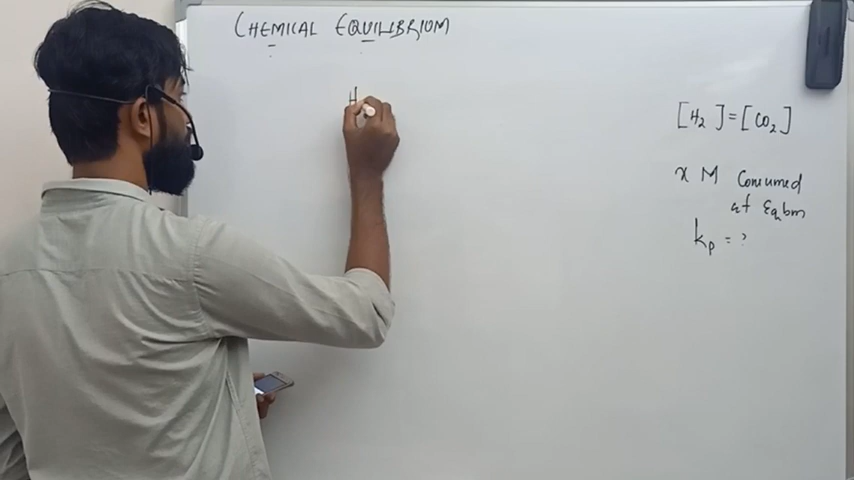 CHEMICAL EQUILIBRIUM
H
[H₂] = [CO₂]
x M Consumed
at Eqbm
kₚ = ?